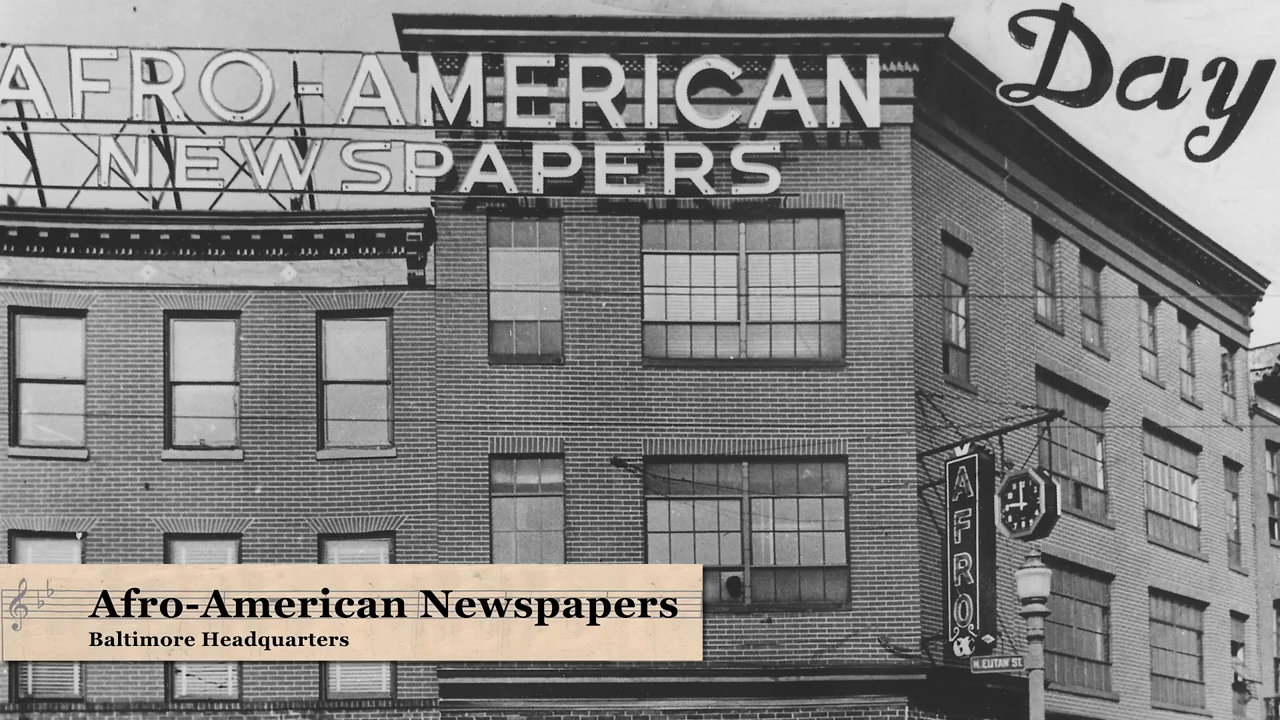 AFRO-AMERICAN
NEWSPAPERS
Day
AFRO
N. EUTAW ST.
Afro-American Newspapers
Baltimore Headquarters